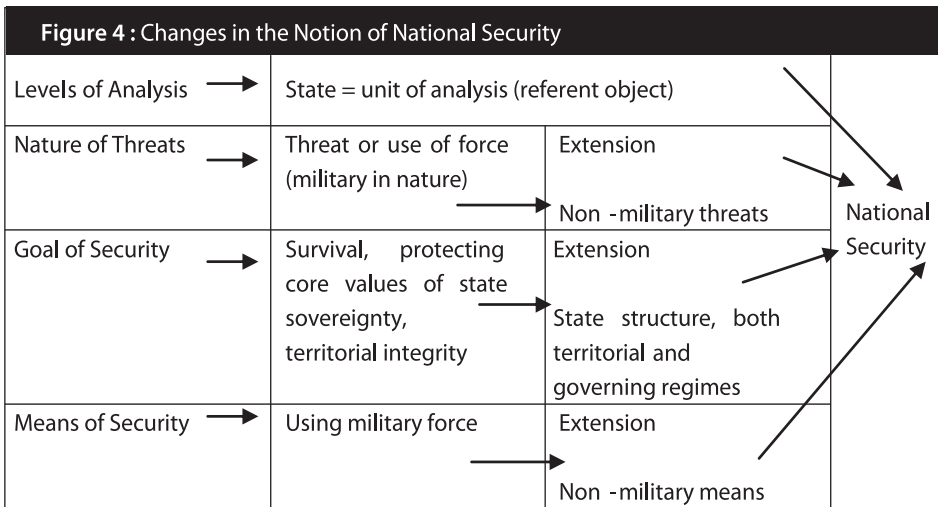 Figure 4 : Changes in the Notion of National Security
Levels of Analysis
State = unit of analysis (referent object)
Nature of Threats
Threat or use of force
(military in nature)
Extension
Non -military threats
National
Security
Goal of Security
Survival, protecting
core values of state
sovereignty,
territorial integrity
Extension
State structure, both
territorial and
governing regimes
Means of Security
Using military force
Extension
Non -military means